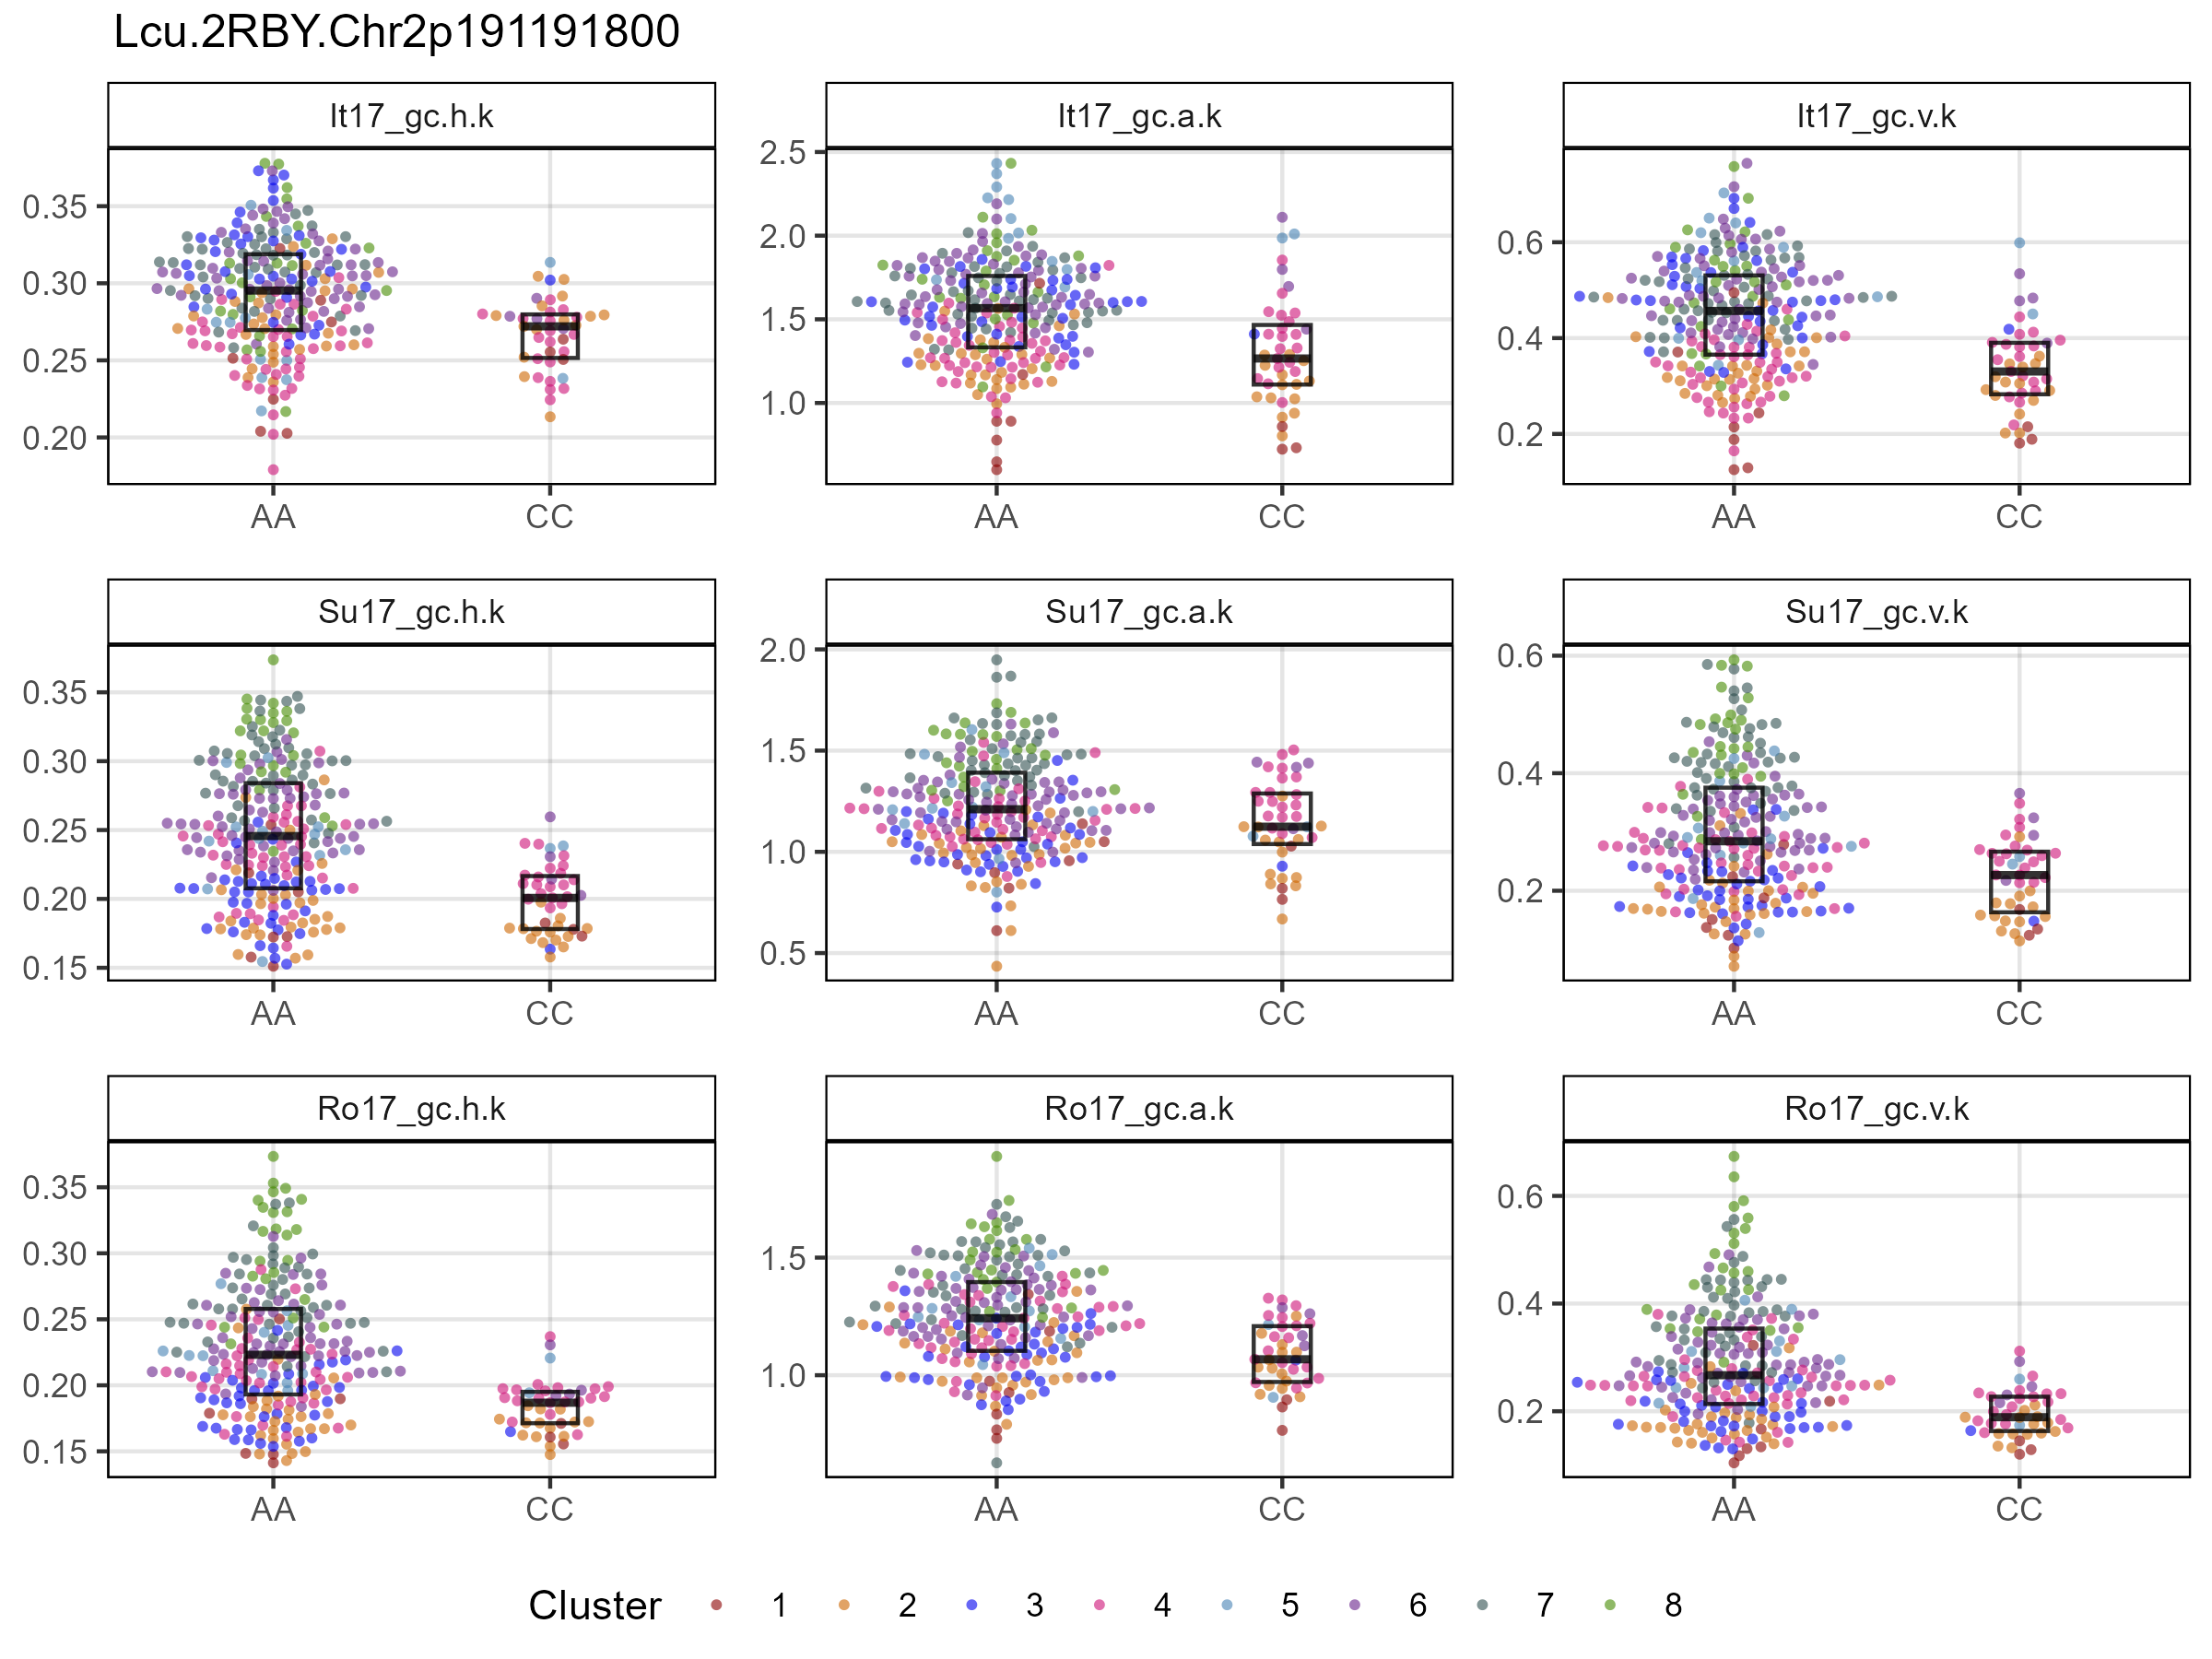 Lcu.2RBY.Chr2p191191800
It17_gc.h.k
It17_gc.a.k
It17_gc.v.k
0.35
0.30
0.25
0.20
AA
CC
2.5
2.0
1.5
1.0
AA
CC
0.6
0.4
0.2
AA
CC
Su17_gc.h.k
Su17_gc.a.k
Su17_gc.v.k
0.35
0.30
0.25
0.20
0.15
AA
CC
2.0
1.5
1.0
0.5
AA
CC
0.6
0.4
0.2
AA
CC
Ro17_gc.h.k
Ro17_gc.a.k
Ro17_gc.v.k
0.35
0.30
0.25
0.20
0.15
AA
CC
1.5
1.0
AA
CC
0.6
0.4
0.2
AA
CC
Cluster 1 2 3 4 5 6 7 8